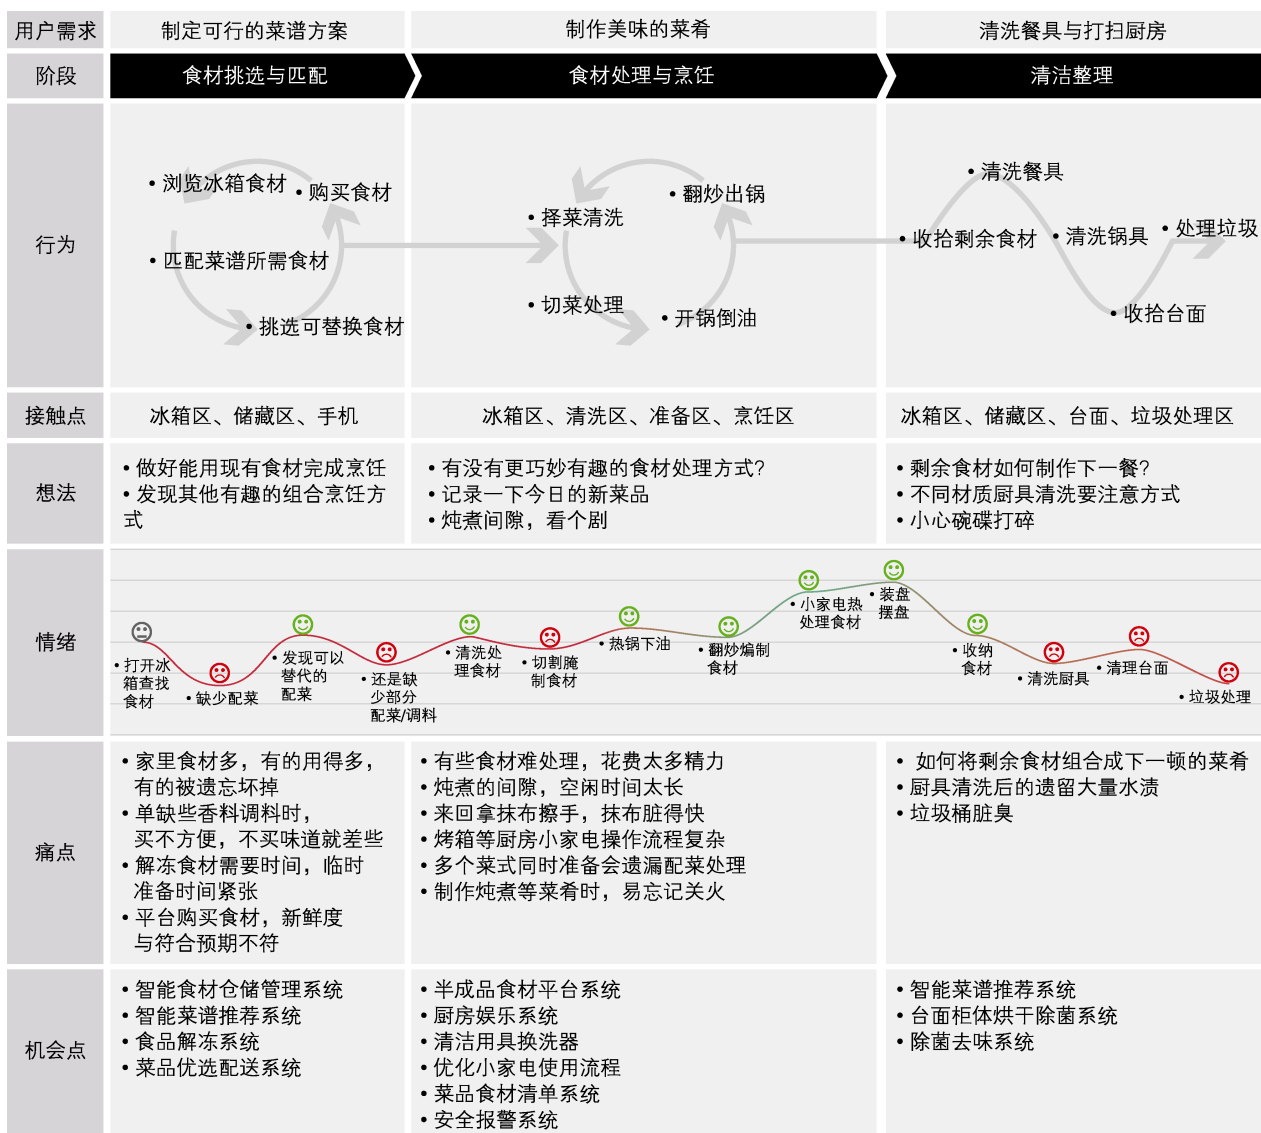 用户需求
制定可行的菜谱方案
制作美味的菜肴
清洗餐具与打扫厨房
阶段
食材挑选与匹配
食材处理与烹饪
清洁整理
行为
• 浏览冰箱食材
• 购买食材
• 匹配菜谱所需食材
• 挑选可替换食材
• 择菜清洗
• 翻炒出锅
• 切菜处理
• 开锅倒油
• 清洗餐具
• 收拾剩余食材
• 清洗锅具
• 处理垃圾
• 收拾台面
接触点
冰箱区、储藏区、手机
冰箱区、清洗区、准备区、烹饪区
冰箱区、储藏区、台面、垃圾处理区
想法
• 做好能用现有食材完成烹饪
• 发现其他有趣的组合烹饪方
式
• 有没有更巧妙有趣的食材处理方式?
• 记录一下今日的新菜品
• 炖煮间隙，看个剧
• 剩余食材如何制作下一餐?
• 不同材质厨具清洗要注意方式
• 小心碗碟打碎
情绪
• 打开冰
箱查找
食材
• 缺少配菜
• 发现可以
替代的
配菜
• 还是缺
少部分
配菜/调料
• 清洗处
理食材
• 切割腌
制食材
• 热锅下油
• 翻炒煸制
食材
• 小家电热
处理食材
• 装盘
摆盘
• 收纳
食材
• 清洗厨具
• 清理台面
• 垃圾处理
痛点
• 家里食材多，有的用得多，
有的被遗忘坏掉
• 单缺些香料调料时，
买不方便，不买味道就差些
• 解冻食材需要时间，临时
准备时间紧张
• 平台购买食材，新鲜度
与符合预期不符
• 有些食材难处理，花费太多精力
• 炖煮的间隙，空闲时间太长
• 来回拿抹布擦手，抹布脏得快
• 烤箱等厨房小家电操作流程复杂
• 多个菜式同时准备会遗漏配菜处理
• 制作炖煮等菜肴时，易忘记关火
• 如何将剩余食材组合成下一顿的菜肴
• 厨具清洗后的遗留大量水渍
• 垃圾桶脏臭
机会点
• 智能食材仓储管理系统
• 智能菜谱推荐系统
• 食品解冻系统
• 菜品优选配送系统
• 半成品食材平台系统
• 厨房娱乐系统
• 清洁用具换洗器
• 优化小家电使用流程
• 菜品食材清单系统
• 安全报警系统
• 智能菜谱推荐系统
• 台面柜体烘干除菌系统
• 除菌去味系统